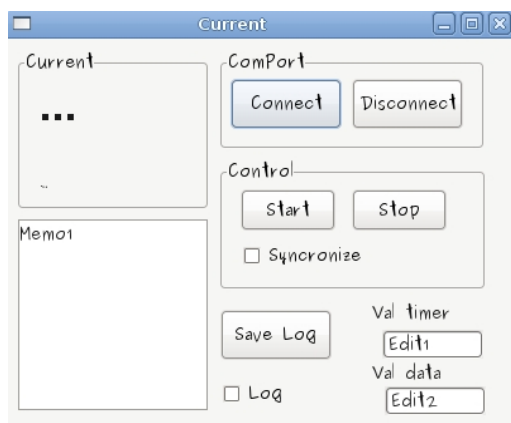 Current
Current
...
...
Memo1
ComPort
Connect
Disconnect
Control
Start
Stop
Syncronize
Save Log
Log
Val timer
Edit1
Val data
Edit2